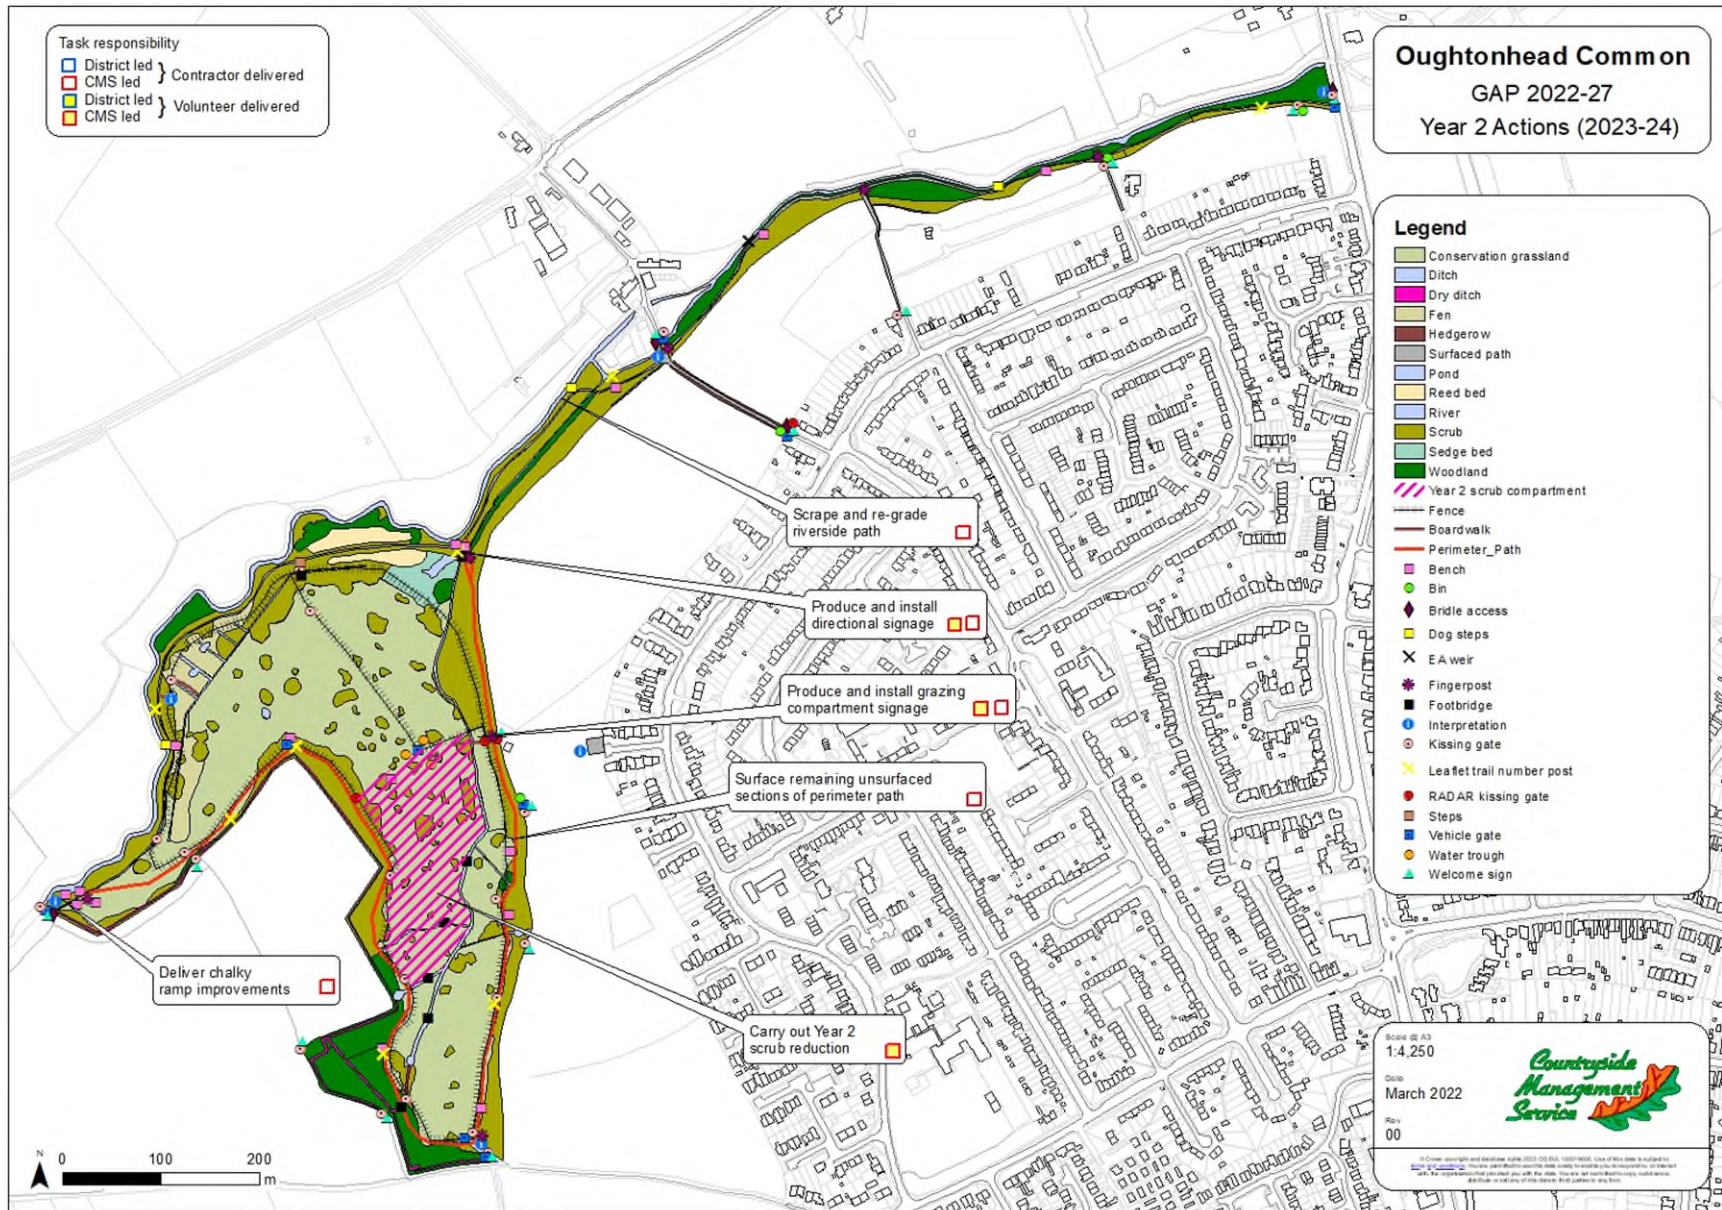 Task responsibility
District led
CMS led
} Contractor delivered
District led
CMS led
} Volunteer delivered
Oughtonhead Common
GAP 2022-27
Year 2 Actions (2023-24)
Legend
Conservation grassland
Ditch
Dry ditch
Fen
Hedgerow
Surfaced path
Pond
Reed bed
River
Scrub
Sedge bed
Woodland
Year 2 scrub compartment
Fence
Boardwalk
Perimeter_Path
Bench
Bin
Bridle access
Dog steps
EA weir
Fingerpost
Footbridge
Interpretation
Kissing gate
Leaflet trail number post
RADAR kissing gate
Steps
Vehicle gate
Water trough
Welcome sign
Scrape and re-grade
riverside path
Produce and install
directional signage
Produce and install grazing
compartment signage
Surface remaining unsurfaced
sections of perimeter path
Deliver chalky
ramp improvements
Carry out Year 2
scrub reduction
N
0 100 200
m
Scale @ A3
1:4,250
Date
March 2022
Rev
00
Countryside
Management
Service